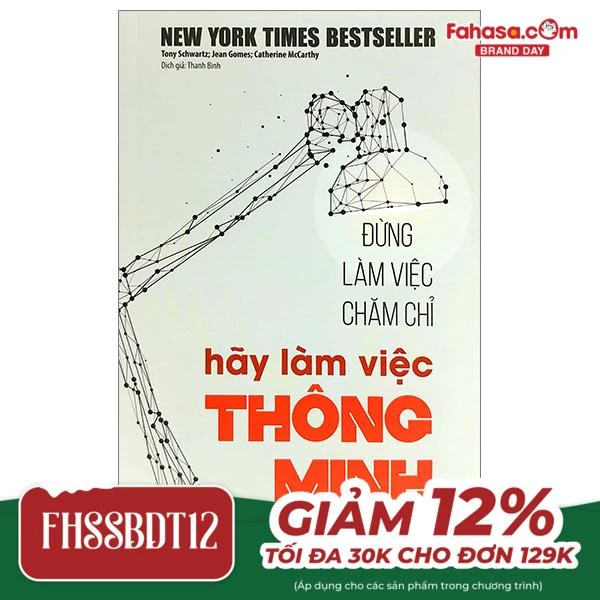 Fahasa.com
BRAND DAY
NEW YORK TIMES BESTSELLER
Tony Schwartz; Jean Gomes; Catherine McCarthy
Dịch giả: Thanh Bình
ĐỪNG
LÀM VIỆC
CHĂM CHỈ
hãy làm việc
THÔNG
MINH
FHSSBDT12
GIẢM 12%
TỐI ĐA 30K CHO ĐƠN 129K
(Áp dụng cho các sản phẩm trong chương trình)